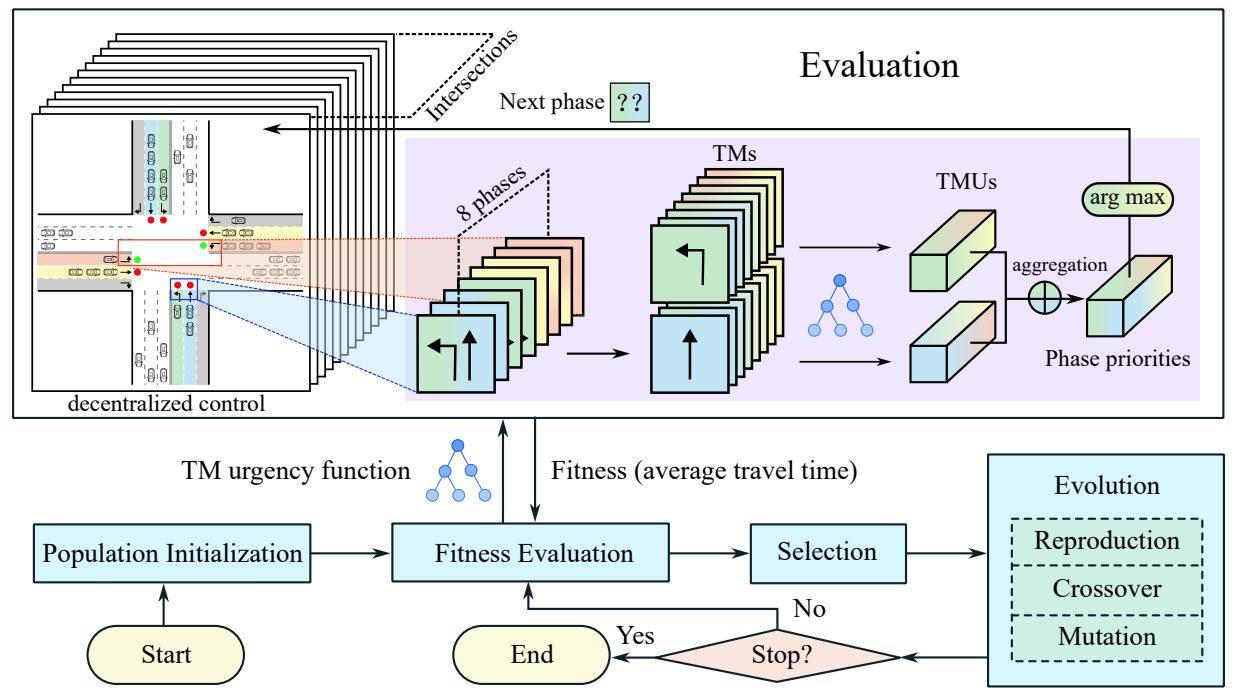 Evaluation
Intersections
Next phase ??
8 phases
TMs
TMUs
arg max
aggregation
Phase priorities
decentralized control
TM urgency function
Fitness (average travel time)
Population Initialization
Fitness Evaluation
Selection
Evolution
Reproduction
Crossover
Mutation
No
Yes
Start
End
Stop?